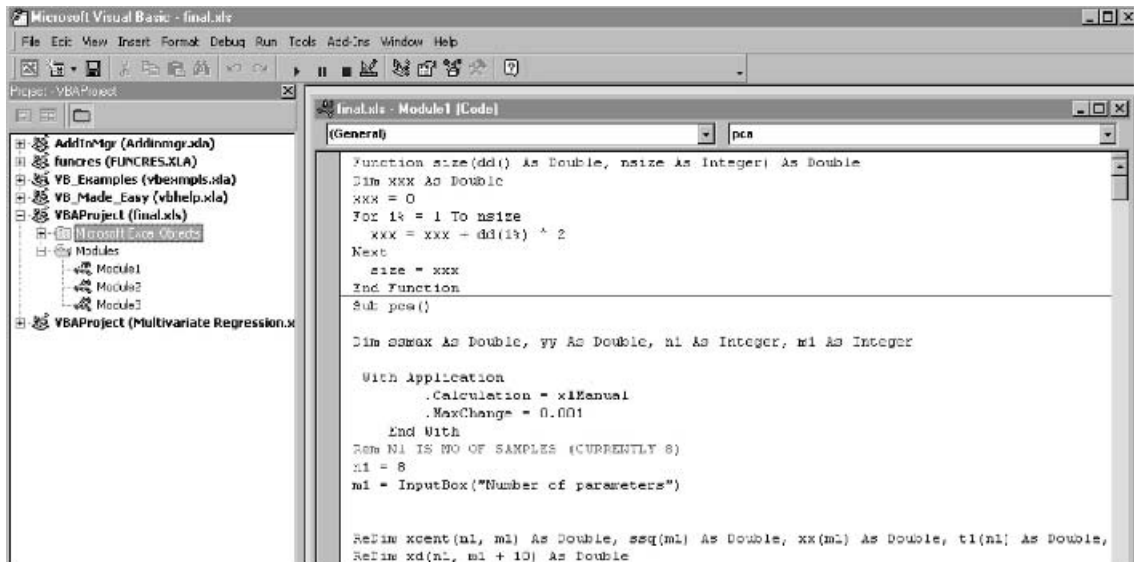 Microsoft Visual Basic - final.xls
File Edit View Insert Format Debug Run Tools Add-Ins Window Help
Project - VBAProject
AddInMgr (Addinmgr.xla)
funcres (FUNCRES.XLA)
VB_Examples (vbexmpls.xla)
VB_Made_Easy (vbhelp.xla)
VBAProject (final.xls)
Microsoft Excel Objects
Modules
Module1
Module2
Module3
VBAProject (Multivariate Regression.x
final.xls - Module1 (Code)
(General) pca
Function size(dd() As Double, nsize As Integer) As Double
Dim xxx As Double
xxx = 0
For i% = 1 To nsize
xxx = xxx + dd(i%) ^ 2
Next
size = xxx
End Function
Sub pca()
Dim ssmax As Double, yy As Double, n1 As Integer, m1 As Integer
With Application
.Calculation = xlManual
.MaxChange = 0.001
End With
Rem N1 IS NO OF SAMPLES (CURRENTLY 8)
n1 = 8
m1 = InputBox("Number of parameters")
ReDim xcent(n1, m1) As Double, ssq(m1) As Double, xx(m1) As Double, t1(n1) As Double,
ReDim xd(n1, m1 + 10) As Double